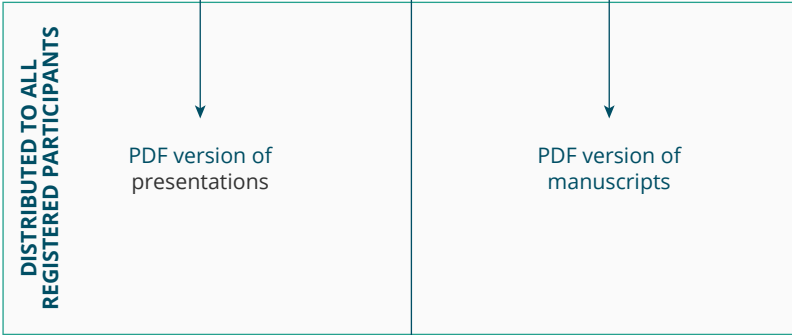 DISTRIBUTED TO ALL
REGISTERED PARTICIPANTS
PDF version of
presentations
PDF version of
manuscripts